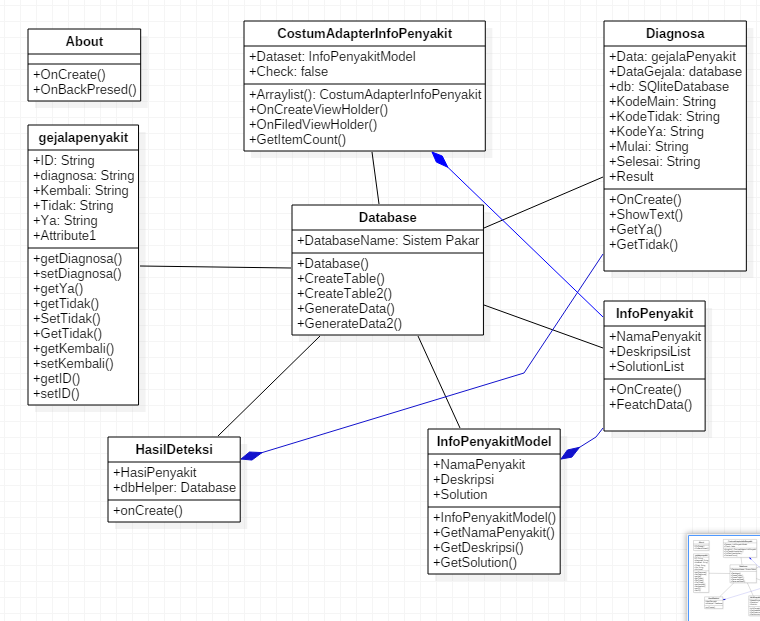 About
+OnCreate()
+OnBackPresed()
CostumAdapterInfoPenyakit
+Dataset: InfoPenyakitModel
+Check: false
+Arraylist(): CostumAdapterInfoPenyakit
+OnCreateViewHolder()
+OnFiledViewHolder()
+GetItemCount()
Diagnosa
+Data: gejalaPenyakit
+DataGejala: database
+db: SQliteDatabase
+KodeMain: String
+KodeTidak: String
+KodeYa: String
+Mulai: String
+Selesai: String
+Result
+OnCreate()
+ShowText()
+GetYa()
+GetTidak()
gejalapenyakit
+ID: String
+diagnosa: String
+Kembali: String
+Tidak: String
+Ya: String
+Attribute1
+getDiagnosa()
+setDiagnosa()
+getYa()
+getTidak()
+SetTidak()
+GetTidak()
+getKembali()
+setKembali()
+getID()
+setID()
Database
+DatabaseName: Sistem Pakar
+Database()
+CreateTable()
+CreateTable2()
+GenerateData()
+GenerateData2()
InfoPenyakit
+NamaPenyakit
+DeskripsiList
+SolutionList
+OnCreate()
+FeatchData()
HasilDeteksi
+HasiPenyakit
+dbHelper: Database
+onCreate()
InfoPenyakitModel
+NamaPenyakit
+Deskripsi
+Solution
+InfoPenyakitModel()
+GetNamaPenyakit()
+GetDeskripsi()
+GetSolution()